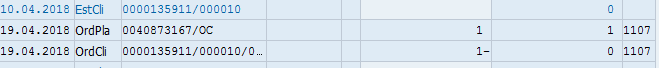 10.04.2018 EstCli 0000135911/000010 0
19.04.2018 OrdPla 0040873167/OC 1 1 1107
19.04.2018 OrdCli 0000135911/000010/0... 1- 0 1107